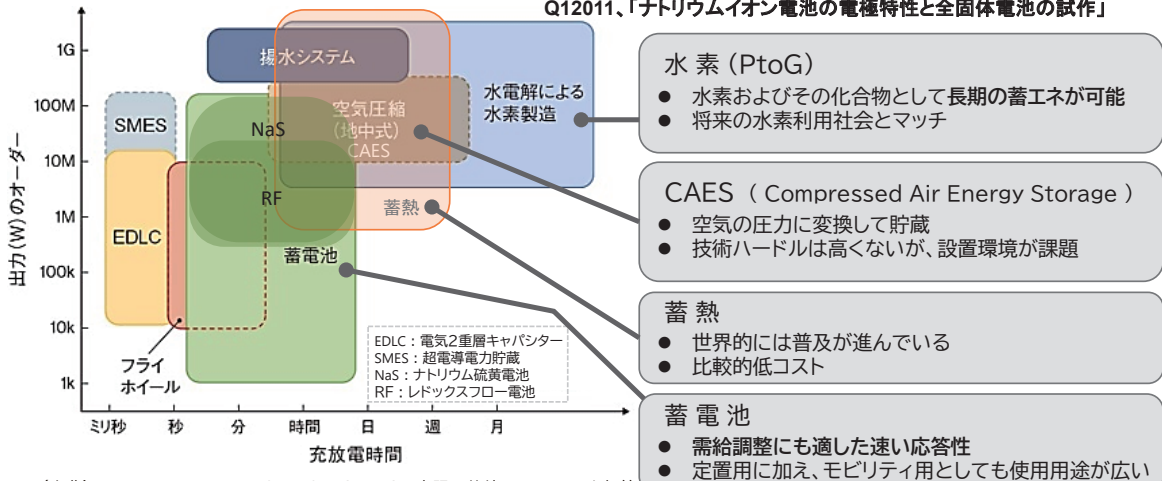 Q12011、「ナトリウムイオン電池の電極特性と全固体電池の試作」
出力(W)のオーダー
1G
100M
10M
1M
100k
10k
1k
ミリ秒
秒
分
時間
日
週
月
充放電時間
揚水システム
SMES
NaS
空気圧縮
(地中式)
CAES
水電解による
水素製造
EDLC
RF
蓄熱
蓄電池
フライ
ホイール
EDLC：電気2重層キャパシター
SMES：超電導電力貯蔵
NaS：ナトリウム硫黄電池
RF：レドックスフロー電池
水 素（PtoG）
● 水素およびその化合物として長期の蓄エネが可能
● 将来の水素利用社会とマッチ
CAES （ Compressed Air Energy Storage ）
● 空気の圧力に変換して貯蔵
● 技術ハードルは高くないが、設置環境が課題
蓄 熱
● 世界的には普及が進んでいる
● 比較的低コスト
蓄 電 池
● 需給調整にも適した速い応答性
● 定置用に加え、モビリティ用としても使用用途が広い